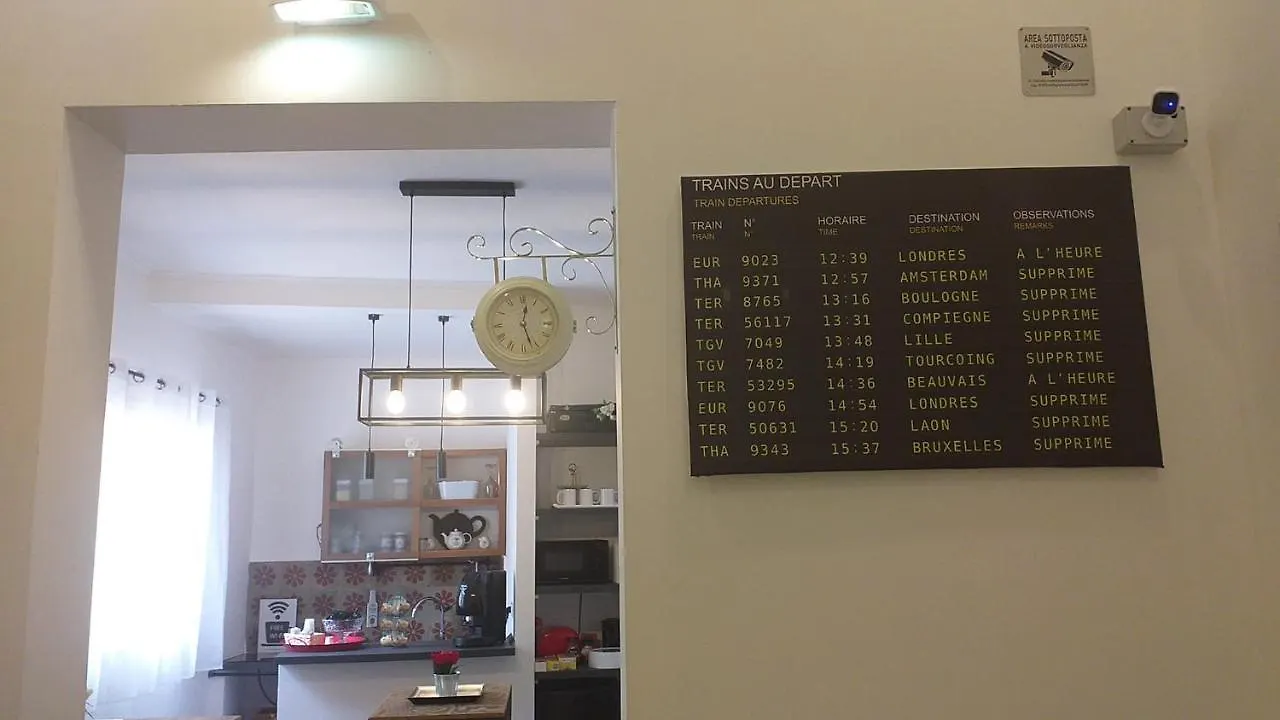 AREA SOTTOPOSTA
A VIDEOSORVEGLIANZA
TRAINS AU DEPART
TRAIN DEPARTURES
TRAIN N° HORAIRE DESTINATION OBSERVATIONS
TRAIN N° TIME DESTINATION REMARKS
EUR 9023 12:39 LONDRES A L'HEURE
THA 9371 12:57 AMSTERDAM SUPPRIME
TER 8765 13:16 BOULOGNE SUPPRIME
TER 56117 13:31 COMPIEGNE SUPPRIME
TGV 7049 13:48 LILLE SUPPRIME
TGV 7482 14:19 TOURCOING SUPPRIME
TER 53295 14:36 BEAUVAIS A L'HEURE
EUR 9076 14:54 LONDRES SUPPRIME
TER 50631 15:20 LAON SUPPRIME
THA 9343 15:37 BRUXELLES SUPPRIME
FREE
WI-FI